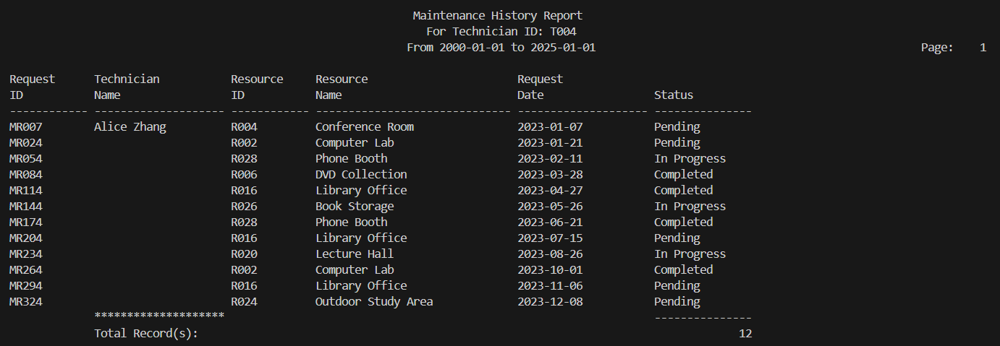 Maintenance History Report
For Technician ID: T004
From 2000-01-01 to 2025-01-01 Page: 1
Request Technician Resource Resource Request
ID Name ID Name Date Status
------------ -------------------- ------------ ------------------------------ -------------------- ---------------
MR007 Alice Zhang R004 Conference Room 2023-01-07 Pending
MR024 R002 Computer Lab 2023-01-21 Pending
MR054 R028 Phone Booth 2023-02-11 In Progress
MR084 R006 DVD Collection 2023-03-28 Completed
MR114 R016 Library Office 2023-04-27 Completed
MR144 R026 Book Storage 2023-05-26 In Progress
MR174 R028 Phone Booth 2023-06-21 Completed
MR204 R016 Library Office 2023-07-15 Pending
MR234 R020 Lecture Hall 2023-08-26 In Progress
MR264 R002 Computer Lab 2023-10-01 Completed
MR294 R016 Library Office 2023-11-06 Pending
MR324 R024 Outdoor Study Area 2023-12-08 Pending
******************** ---------------
Total Record(s): 12